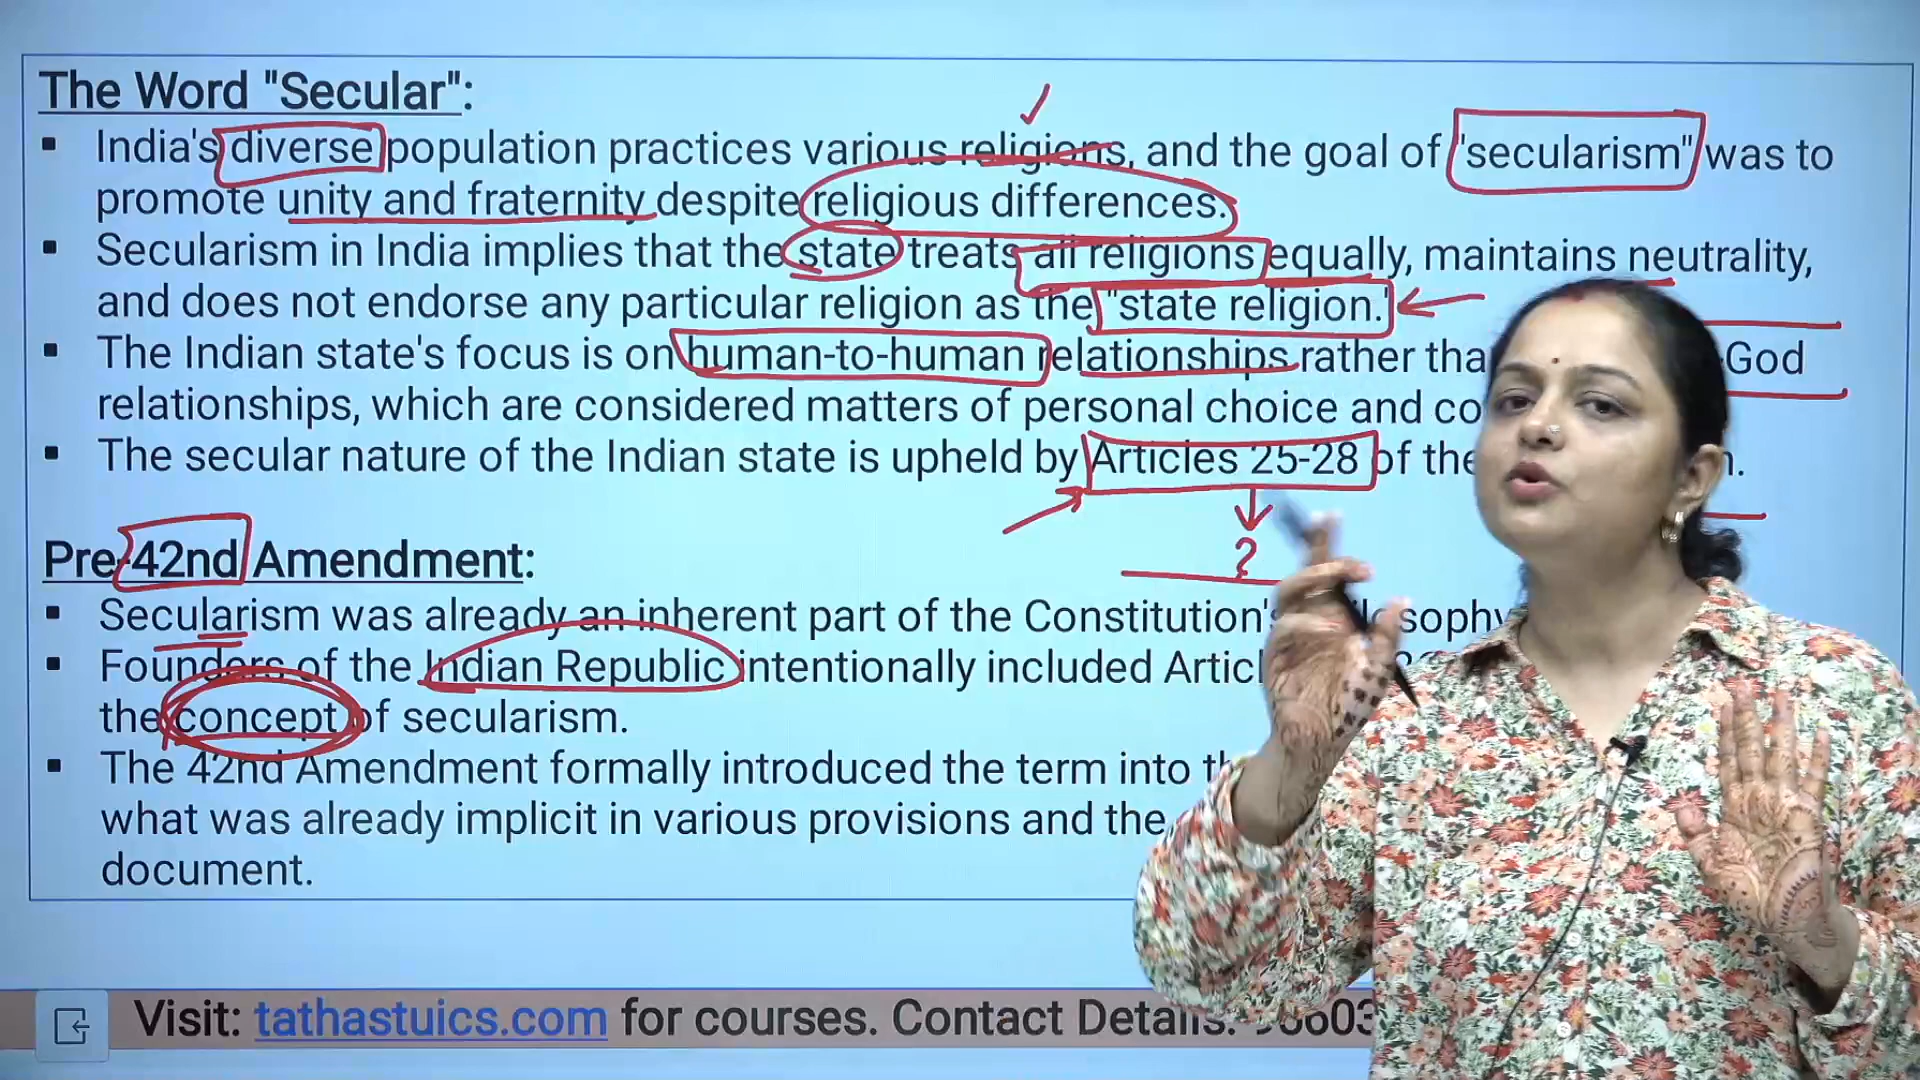 The Word "Secular":
▪ India's diverse population practices various religions, and the goal of "secularism" was to
promote unity and fraternity despite religious differences.
▪ Secularism in India implies that the state treats all religions equally, maintains neutrality,
and does not endorse any particular religion as the "state religion."
▪ The Indian state's focus is on human-to-human relationships rather God
relationships, which are considered matters of personal choice and
▪ The secular nature of the Indian state is upheld by Articles 25-28 of the
?
Pre-42nd Amendment:
▪ Secularism was already an inherent part of the Constitution's
▪ Founders of the Indian Republic intentionally included
the concept of secularism.
▪ The 42nd Amendment formally introduced the term into
what was already implicit in various provisions and the
document.
Visit: tathastuics.com for courses. Contact Details: